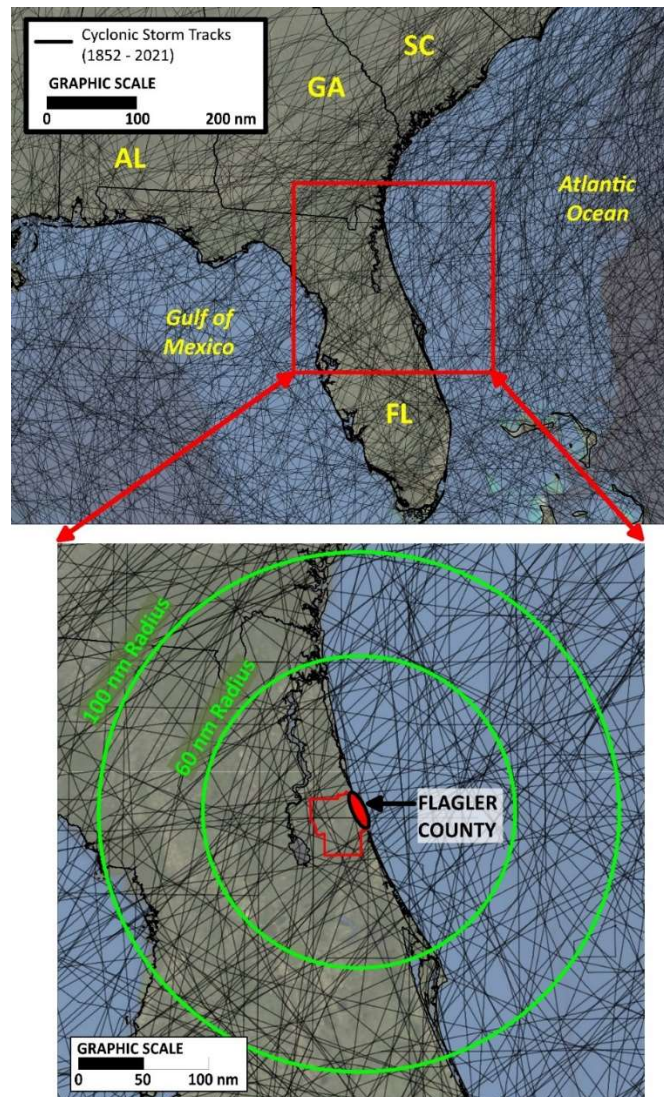 Cyclonic Storm Tracks
(1852 - 2021)
GRAPHIC SCALE
0 100 200 nm
SC
GA
AL
Atlantic
Ocean
Gulf of
Mexico
FL
100 nm Radius
60 nm Radius
FLAGLER
COUNTY
GRAPHIC SCALE
0 50 100 nm